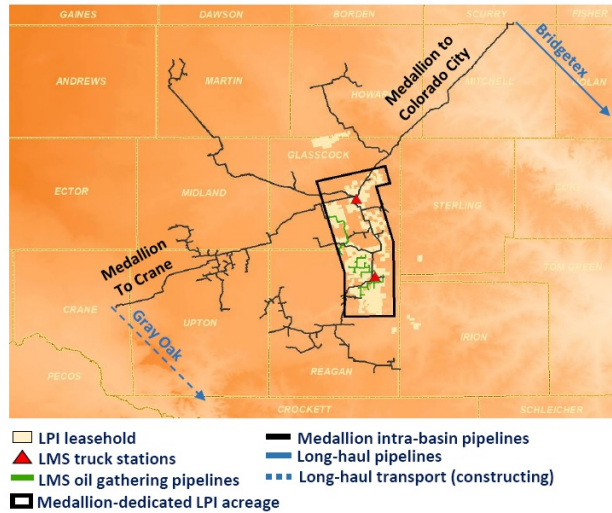 GAINES
DAWSON
BORDEN
SCURRY
FISHER
Bridgetex
ANDREWS
MARTIN
HOWARD
MITCHELL
NOLAN
Medallion to
Colorado City
GLASSCOCK
ECTOR
MIDLAND
STERLING
TOM GREEN
Medallion
To Crane
CRANE
UPTON
Gray Oak
REAGAN
IRION
PECOS
CROCKETT
SCHLEICHER
LPI leasehold
LMS truck stations
LMS oil gathering pipelines
Medallion-dedicated LPI acreage
Medallion intra-basin pipelines
Long-haul pipelines
Long-haul transport (constructing)